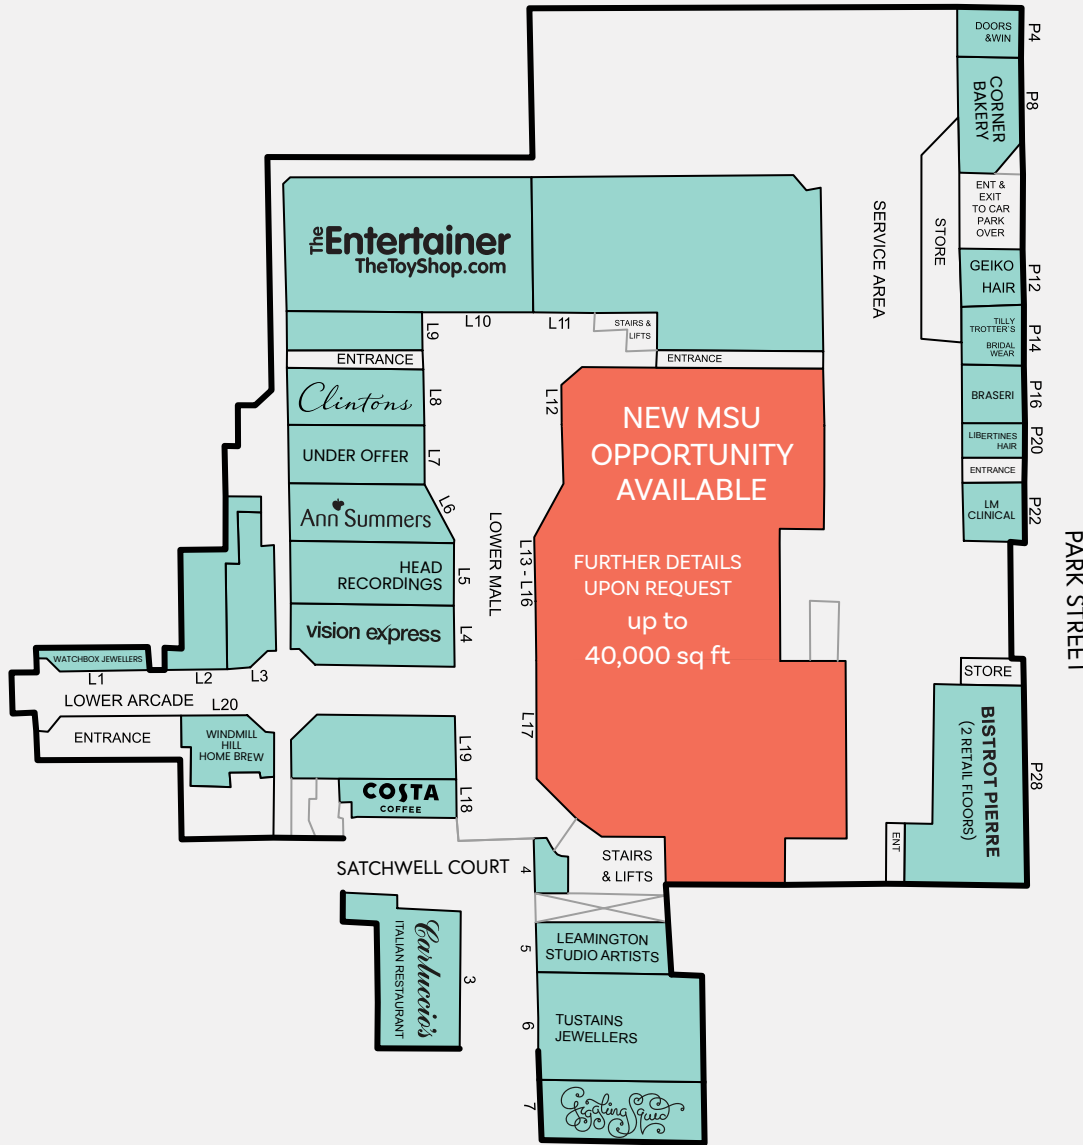 DOORS
&WIN
P4
CORNER
BAKERY
P8
ENT &
EXIT
TO CAR
PARK
OVER
STORE
SERVICE AREA
GEIKO
HAIR
P12
TILLY
TROTTER'S
BRIDAL
WEAR
P14
BRASERI
P16
LIBERTINES
HAIR
P20
ENTRANCE
LM
CLINICAL
P22
PARK STREET
STORE
BISTROT PIERRE
(2 RETAIL FLOORS)
P28
ENT
The Entertainer
TheToyShop.com
L10
L11
STAIRS &
LIFTS
L9
ENTRANCE
ENTRANCE
Clintons
L8
L12
UNDER OFFER
L7
Ann Summers
L6
HEAD
RECORDINGS
L5
vision express
L4
LOWER MALL
L13 - L16
L17
NEW MSU
OPPORTUNITY
AVAILABLE
FURTHER DETAILS
UPON REQUEST
up to
40,000 sq ft
WATCHBOX JEWELLERS
L1
L2
L3
LOWER ARCADE
L20
ENTRANCE
WINDMILL
HILL
HOME BREW
L19
COSTA
COFFEE
L18
SATCHWELL COURT
4
STAIRS
& LIFTS
Carluccio's
ITALIAN RESTAURANT
3
LEAMINGTON
STUDIO ARTISTS
5
TUSTAINS
JEWELLERS
6
Giggling Squid
7